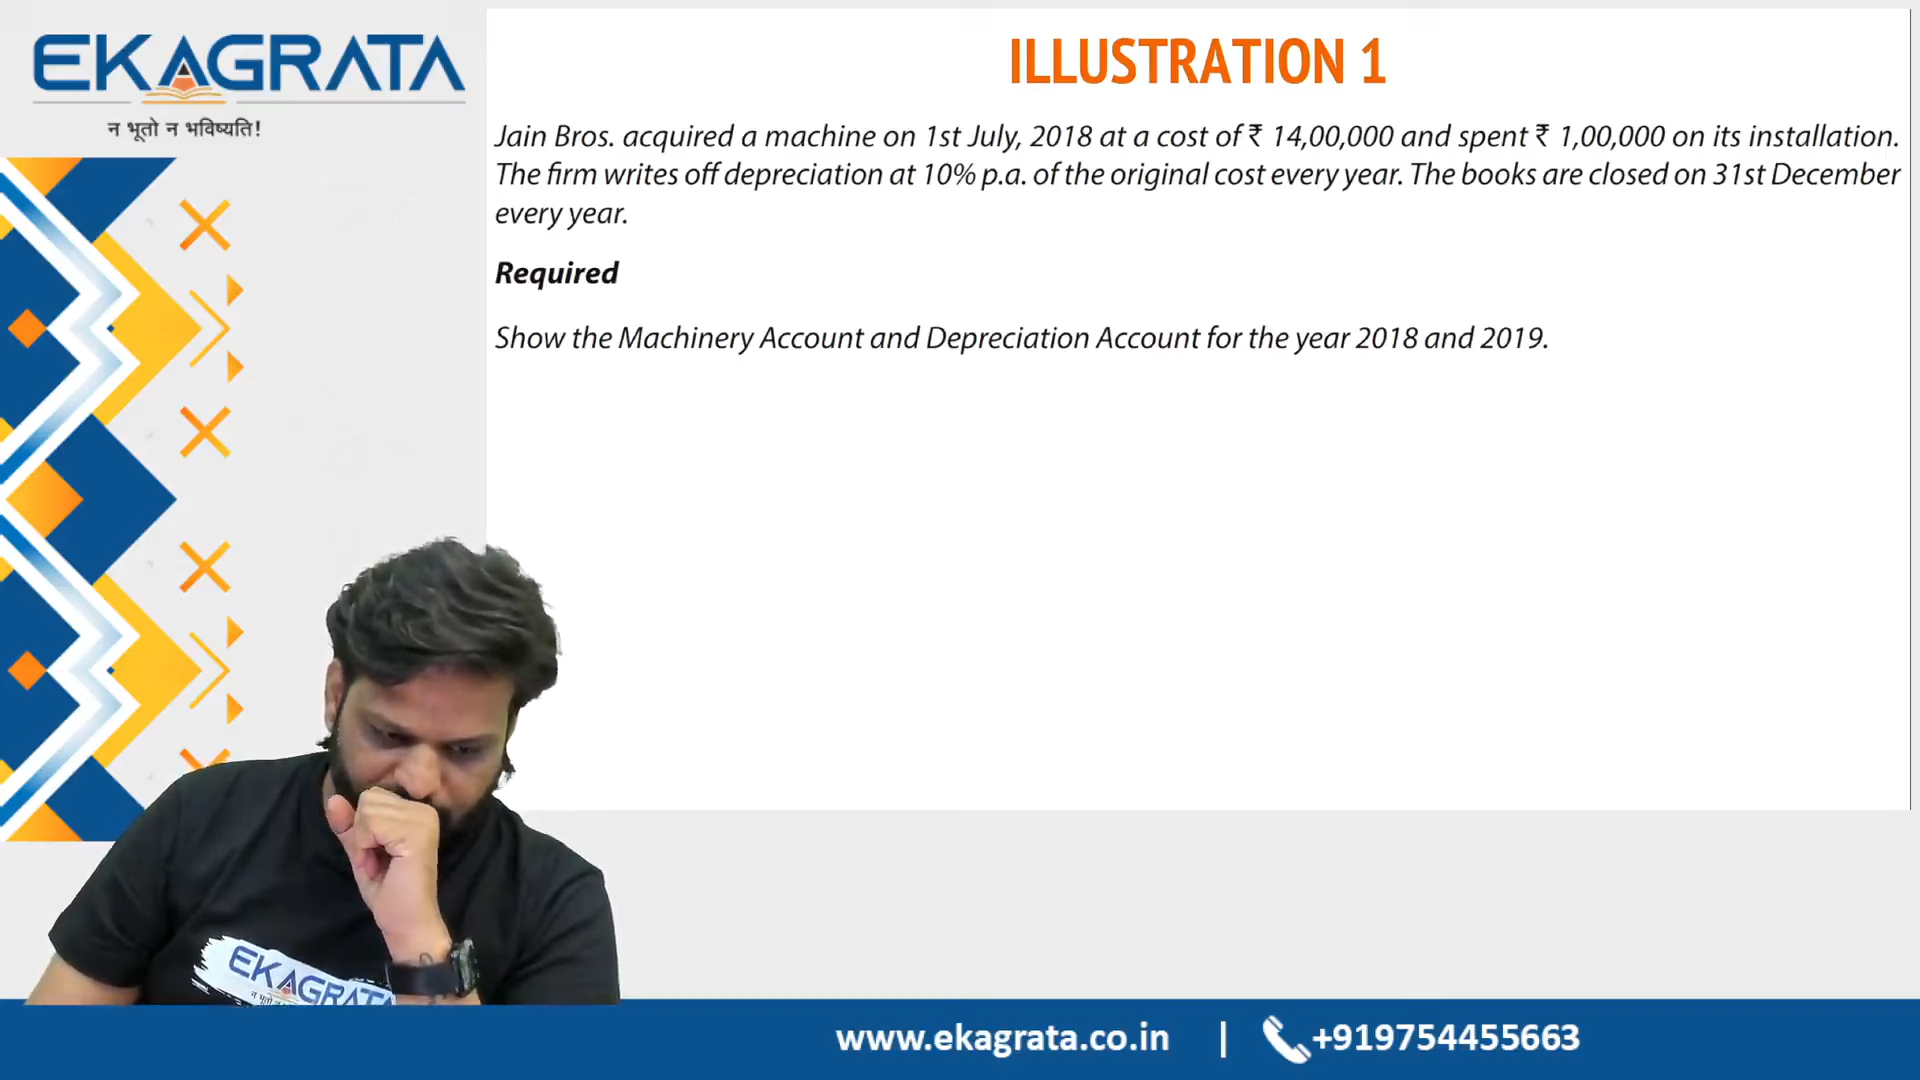 EKAGRATA
न भूतो न भविष्यति!
ILLUSTRATION 1
Jain Bros. acquired a machine on 1st July, 2018 at a cost of ₹ 14,00,000 and spent ₹ 1,00,000 on its installation.
The firm writes off depreciation at 10% p.a. of the original cost every year. The books are closed on 31st December
every year.
Required
Show the Machinery Account and Depreciation Account for the year 2018 and 2019.
EKAGRATA
www.ekagrata.co.in | +919754455663